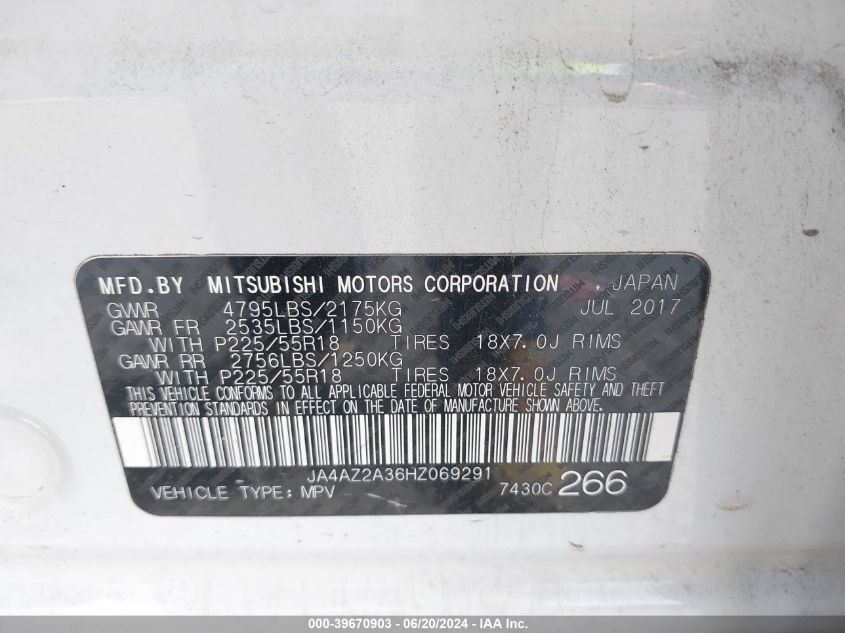 MFD.BY MITSUBISHI MOTORS CORPORATION , JAPAN
GVWR 4795LBS/2175KG JUL 2017
GAWR FR 2535LBS/1150KG
WITH P225/55R18 TIRES 18X7.0J RIMS
GAWR RR 2756LBS/1250KG
WITH P225/55R18 TIRES 18X7.0J RIMS
THIS VEHICLE CONFORMS TO ALL APPLICABLE FEDERAL MOTOR VEHICLE SAFETY AND THEFT
PREVENTION STANDARDS IN EFFECT ON THE DATE OF MANUFACTURE SHOWN ABOVE.
JA4AZ2A36HZ069291
VEHICLE TYPE: MPV 7430C 266
000-39670903 - 06/20/2024 - IAA Inc.